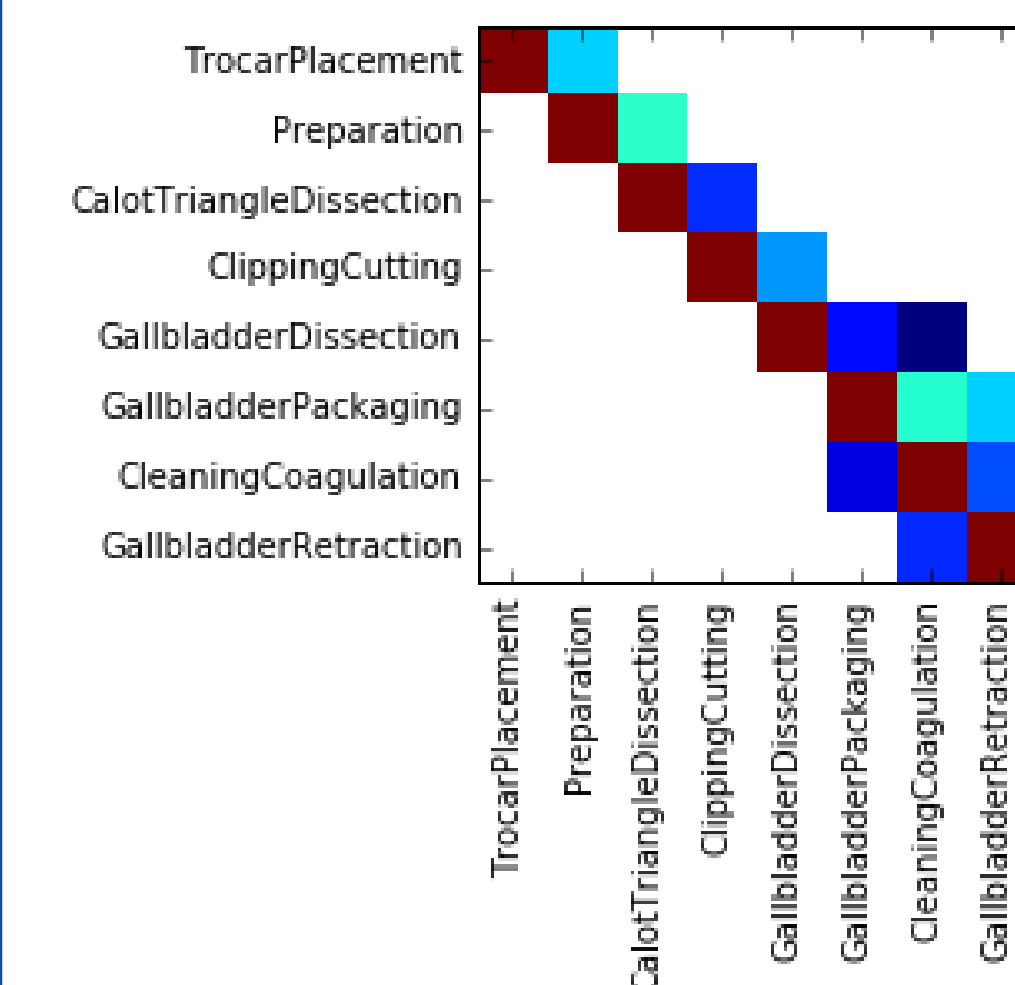 TrocarPlacement
Preparation
CalotTriangleDissection
ClippingCutting
GallbladderDissection
GallbladderPackaging
CleaningCoagulation
GallbladderRetraction
TrocarPlacement
Preparation
CalotTriangleDissection
ClippingCutting
GallbladderDissection
GallbladderPackaging
CleaningCoagulation
GallbladderRetraction